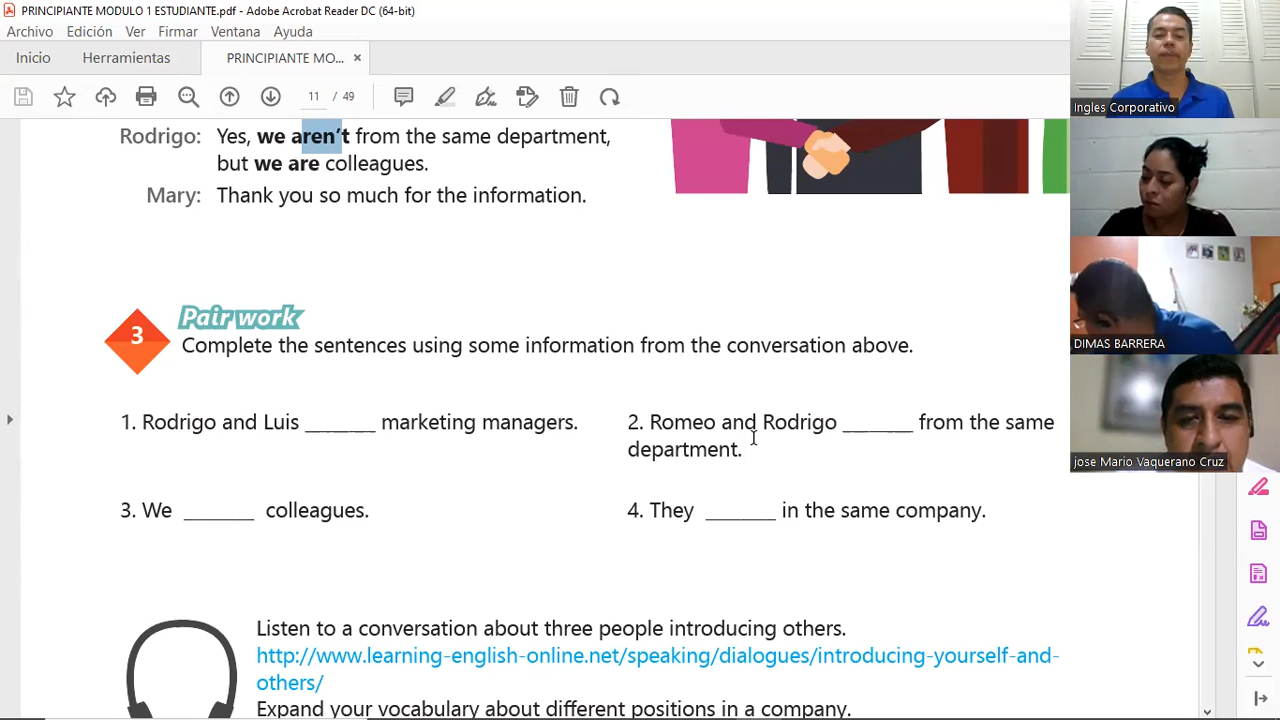 PRINCIPIANTE MODULO 1 ESTUDIANTE.pdf - Adobe Acrobat Reader DC (64-bit)
Archivo Edición Ver Firmar Ventana Ayuda
Inicio Herramientas PRINCIPIANTE MO... ×
11 / 49
Rodrigo: Yes, we aren't from the same department,
but we are colleagues.
Mary: Thank you so much for the information.
3 Pair work
Complete the sentences using some information from the conversation above.
1. Rodrigo and Luis _______ marketing managers.
2. Romeo and Rodrigo _______ from the same
department.
3. We _______ colleagues.
4. They _______ in the same company.
Listen to a conversation about three people introducing others.
http://www.learning-english-online.net/speaking/dialogues/introducing-yourself-and-
others/
Expand your vocabulary about different positions in a company.
Ingles Corporativo
DIMAS BARRERA
jose Mario Vaquerano Cruz